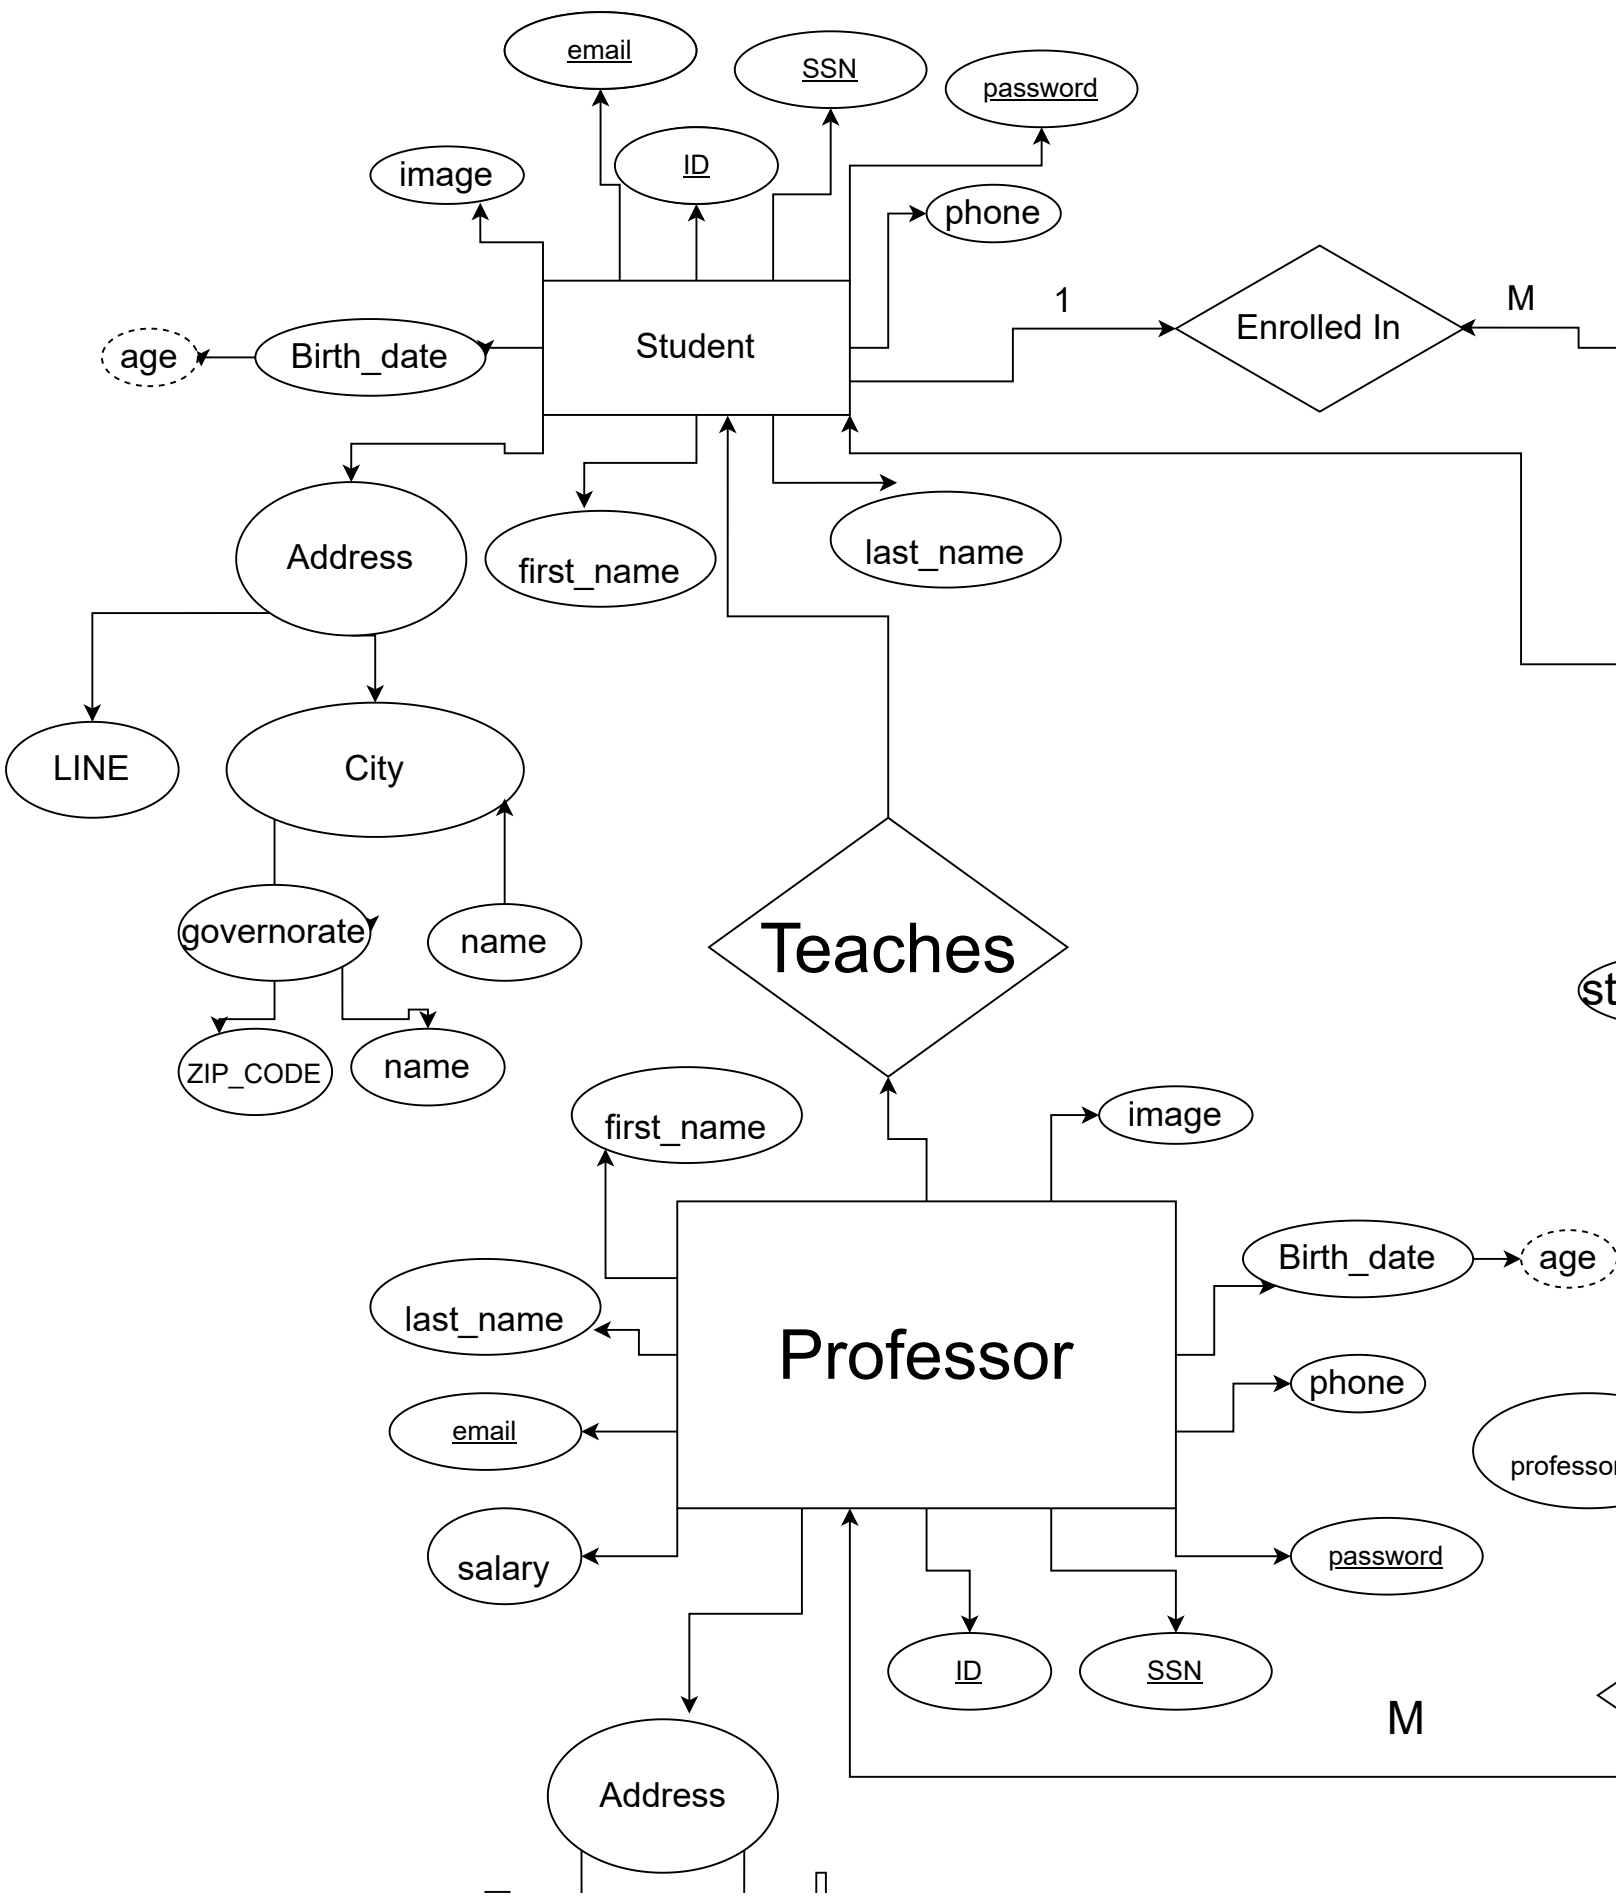 email
SSN
password
ID
image
phone
1
M
Enrolled In
Student
age
Birth_date
Address
first_name
last_name
LINE
City
governorate
name
Teaches
ZIP_CODE
name
first_name
image
Birth_date
age
last_name
Professor
phone
email
professor
salary
password
ID
SSN
M
Address